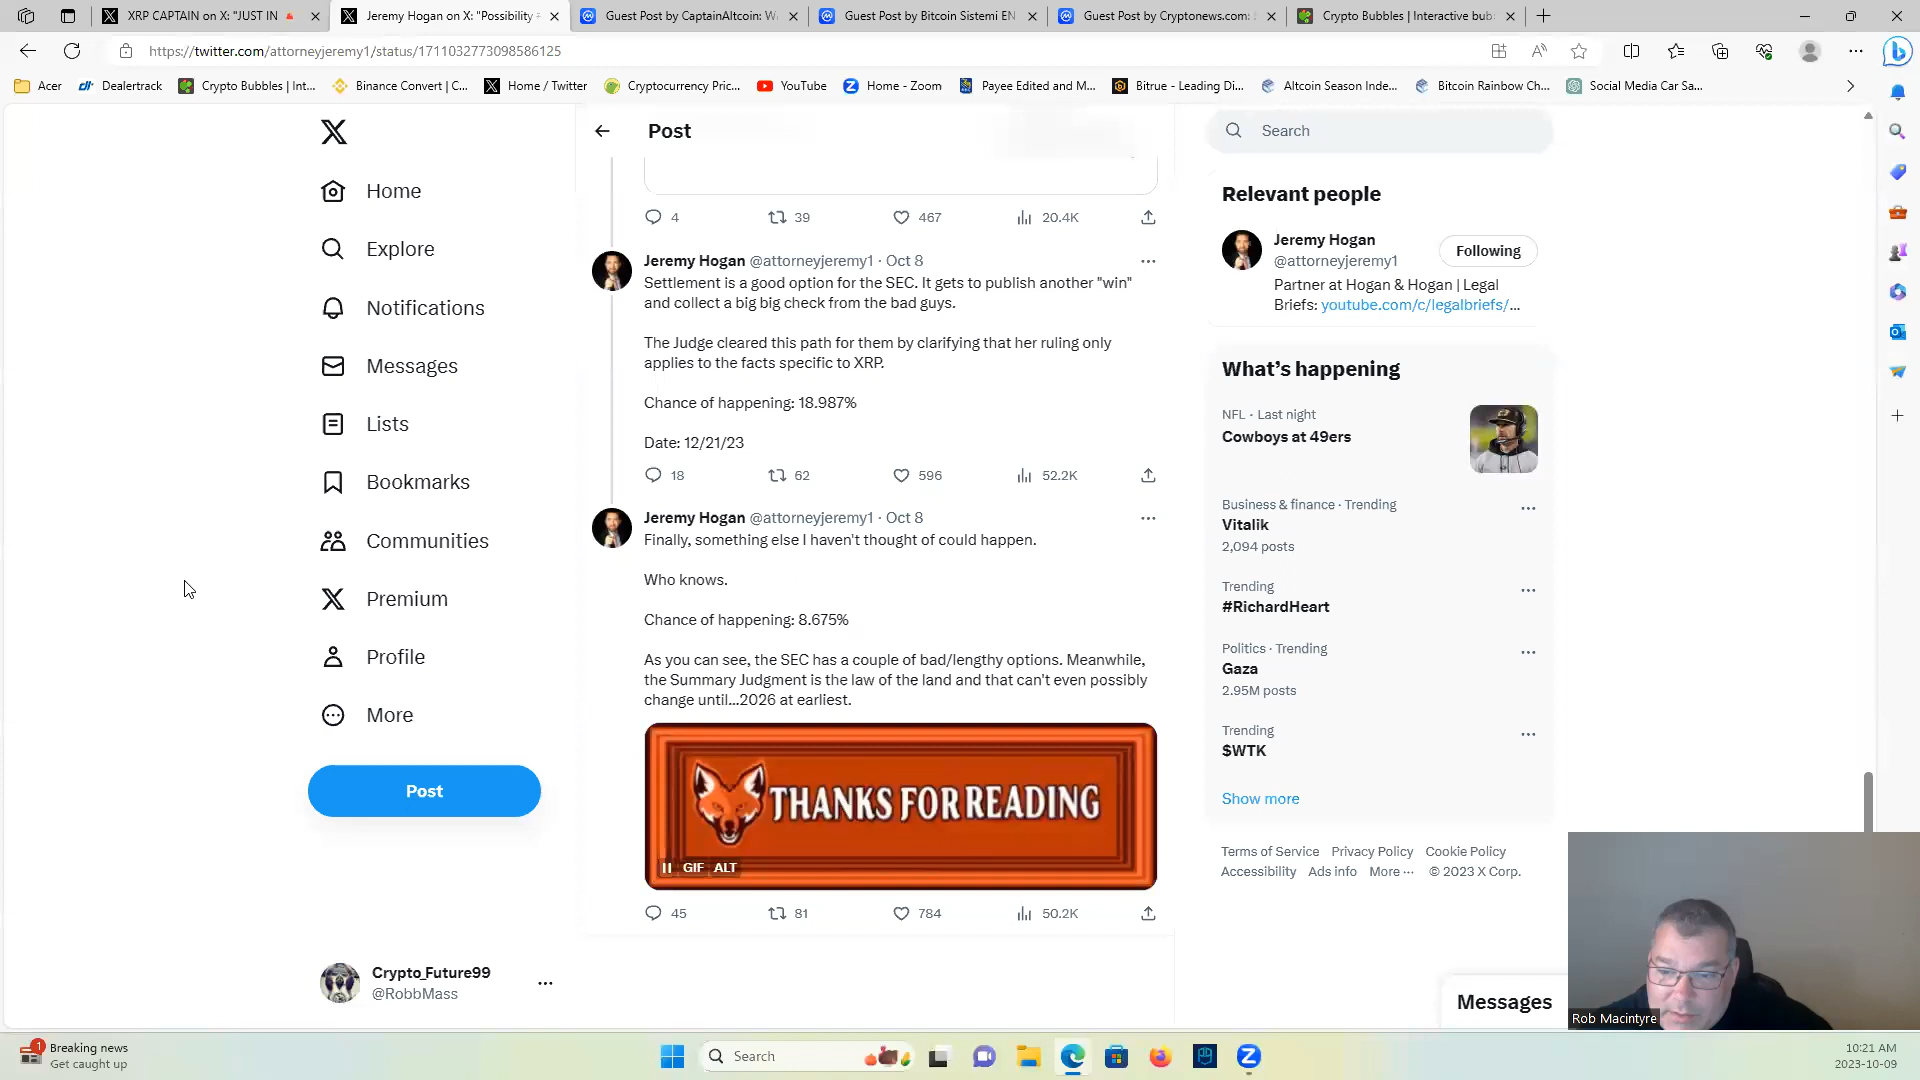 XRP CAPTAIN on X: "JUST IN
Jeremy Hogan on X: "Possibility
Guest Post by CaptainAltcoin: W
Guest Post by Bitcoin Sistemi EN
Guest Post by Cryptonews.com:
Crypto Bubbles | Interactive bub
https://twitter.com/attorneyjeremy1/status/1711032773098586125
Acer
Dealertrack
Crypto Bubbles | Int...
Binance Convert | C...
Home / Twitter
Cryptocurrency Pric...
YouTube
Home - Zoom
Payee Edited and M...
Bitrue - Leading Di...
Altcoin Season Inde...
Bitcoin Rainbow Ch...
Social Media Car Sa...
Home
Explore
Notifications
Messages
Lists
Bookmarks
Communities
Premium
Profile
More
Post
Crypto_Future99
@RobbMass
Post
4 39 467 20.4K
Jeremy Hogan @attorneyjeremy1 · Oct 8
Settlement is a good option for the SEC. It gets to publish another "win"
and collect a big big check from the bad guys.
The Judge cleared this path for them by clarifying that her ruling only
applies to the facts specific to XRP.
Chance of happening: 18.987%
Date: 12/21/23
18 62 596 52.2K
Jeremy Hogan @attorneyjeremy1 · Oct 8
Finally, something else I haven't thought of could happen.
Who knows.
Chance of happening: 8.675%
As you can see, the SEC has a couple of bad/lengthy options. Meanwhile,
the Summary Judgment is the law of the land and that can't even possibly
change until...2026 at earliest.
THANKS FOR READING
GIF ALT
45 81 784 50.2K
Search
Relevant people
Jeremy Hogan
@attorneyjeremy1
Following
Partner at Hogan & Hogan | Legal
Briefs: youtube.com/c/legalbriefs/...
What's happening
NFL · Last night
Cowboys at 49ers
Business & finance · Trending
Vitalik
2,094 posts
Trending
#RichardHeart
Politics · Trending
Gaza
2.95M posts
Trending
$WTK
Show more
Terms of Service Privacy Policy Cookie Policy
Accessibility Ads info More ··· © 2023 X Corp.
Messages
Rob Macintyre
1
Breaking news
Get caught up
Search
10:21 AM
2023-10-09